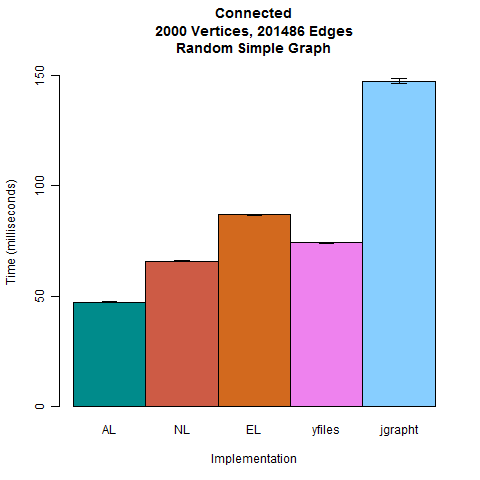 Connected
2000 Vertices, 201486 Edges
Random Simple Graph
Time (milliseconds)
150
100
50
0
AL NL EL yfiles jgrapht
Implementation